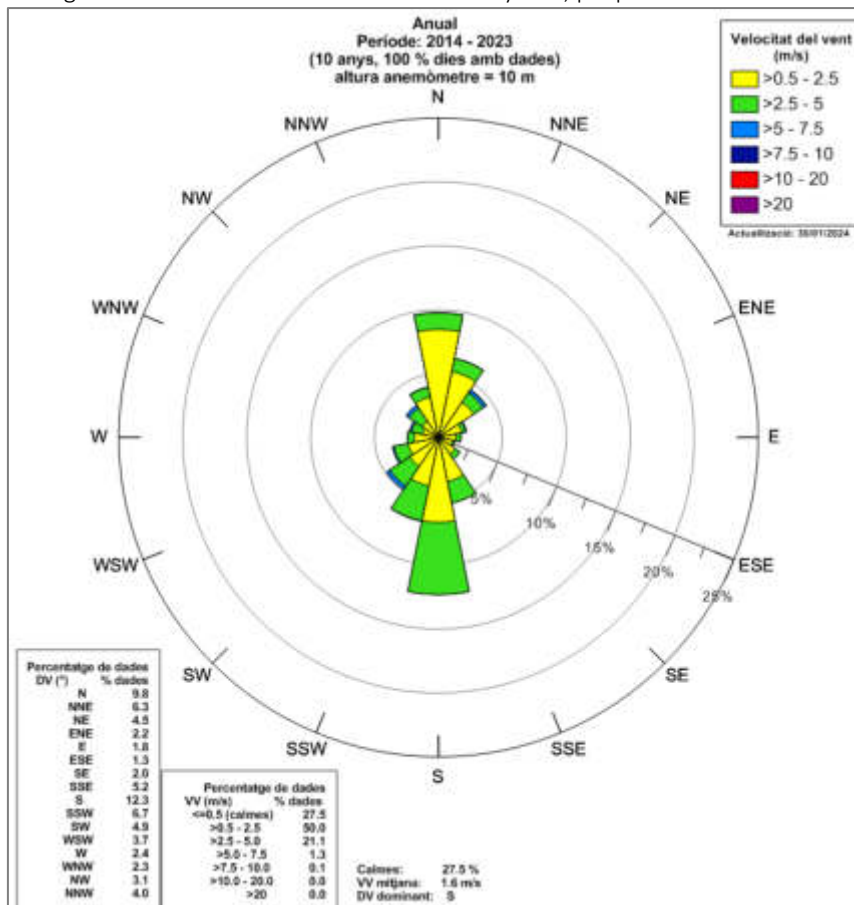 Anual
Període: 2014 - 2023
(10 anys, 100 % dies amb dades)
altura anemòmetre = 10 m
Velocitat del vent
(m/s)
>0.5 - 2.5
>2.5 - 5
>5 - 7.5
>7.5 - 10
>10 - 20
>20
Actualització: 30/01/2024
N
NNE
NE
ENE
E
ESE
SE
SSE
S
SSW
SW
WSW
W
WNW
NW
NNW
5%
10%
15%
20%
25%
Percentatge de dades
DV (°) % dades
N 9.8
NNE 6.3
NE 4.5
ENE 2.2
E 1.8
ESE 1.3
SE 2.0
SSE 5.2
S 12.3
SSW 6.7
SW 4.9
WSW 3.7
W 2.4
WNW 2.3
NW 3.1
NNW 4.0
Percentatge de dades
VV (m/s) % dades
<=0.5 (calmes) 27.5
>0.5 - 2.5 50.0
>2.5 - 5.0 21.1
>5.0 - 7.5 1.3
>7.5 - 10.0 0.1
>10.0 - 20.0 0.0
>20 0.0
Calmes: 27.5 %
VV mitjana: 1.6 m/s
DV dominant: S